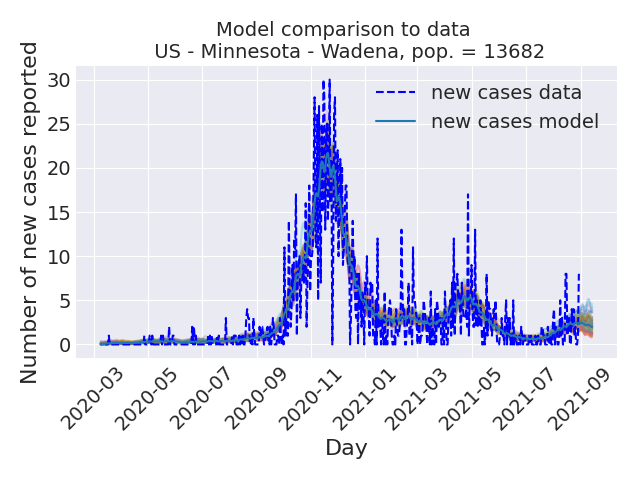 Model comparison to data
US - Minnesota - Wadena, pop. = 13682
Number of new cases reported
30
25
20
15
10
5
0
new cases data
new cases model
2020-03
2020-05
2020-07
2020-09
2020-11
2021-01
2021-03
2021-05
2021-07
2021-09
Day